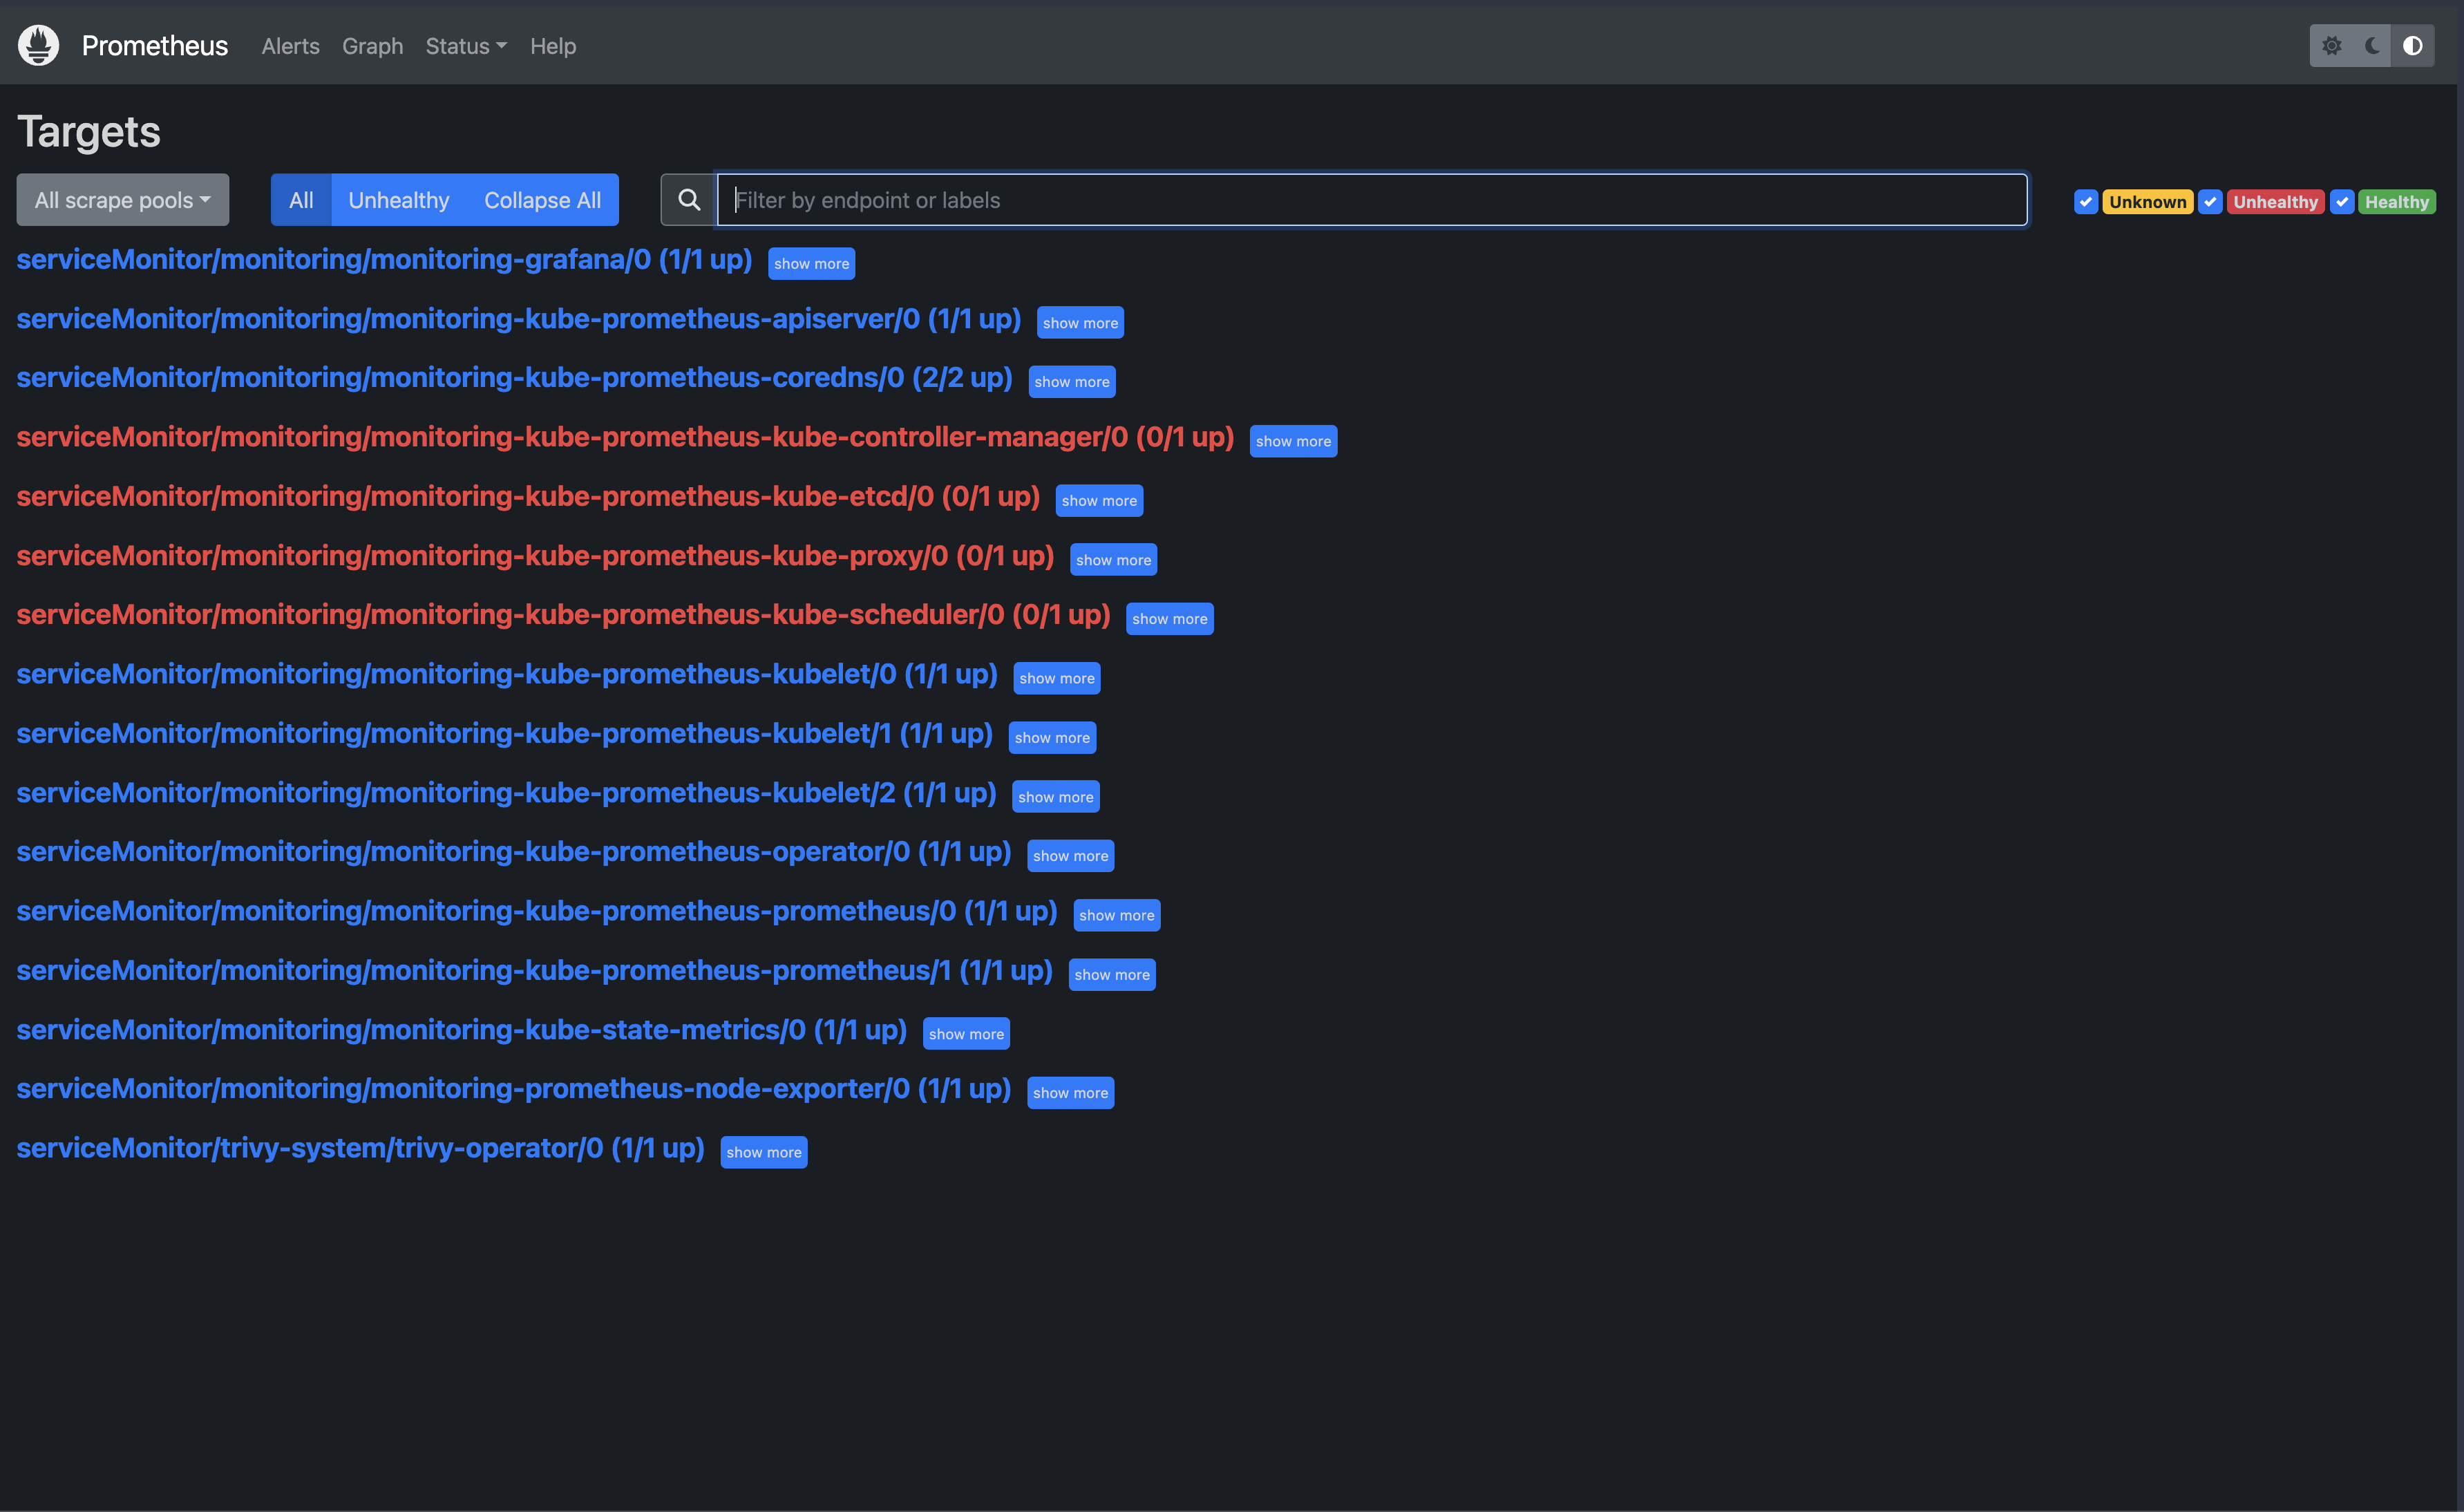 Prometheus Alerts Graph Status Help
Targets
All scrape pools All Unhealthy Collapse All Filter by endpoint or labels Unknown Unhealthy Healthy
serviceMonitor/monitoring/monitoring-grafana/0 (1/1 up) show more
serviceMonitor/monitoring/monitoring-kube-prometheus-apiserver/0 (1/1 up) show more
serviceMonitor/monitoring/monitoring-kube-prometheus-coredns/0 (2/2 up) show more
serviceMonitor/monitoring/monitoring-kube-prometheus-kube-controller-manager/0 (0/1 up) show more
serviceMonitor/monitoring/monitoring-kube-prometheus-kube-etcd/0 (0/1 up) show more
serviceMonitor/monitoring/monitoring-kube-prometheus-kube-proxy/0 (0/1 up) show more
serviceMonitor/monitoring/monitoring-kube-prometheus-kube-scheduler/0 (0/1 up) show more
serviceMonitor/monitoring/monitoring-kube-prometheus-kubelet/0 (1/1 up) show more
serviceMonitor/monitoring/monitoring-kube-prometheus-kubelet/1 (1/1 up) show more
serviceMonitor/monitoring/monitoring-kube-prometheus-kubelet/2 (1/1 up) show more
serviceMonitor/monitoring/monitoring-kube-prometheus-operator/0 (1/1 up) show more
serviceMonitor/monitoring/monitoring-kube-prometheus-prometheus/0 (1/1 up) show more
serviceMonitor/monitoring/monitoring-kube-prometheus-prometheus/1 (1/1 up) show more
serviceMonitor/monitoring/monitoring-kube-state-metrics/0 (1/1 up) show more
serviceMonitor/monitoring/monitoring-prometheus-node-exporter/0 (1/1 up) show more
serviceMonitor/trivy-system/trivy-operator/0 (1/1 up) show more